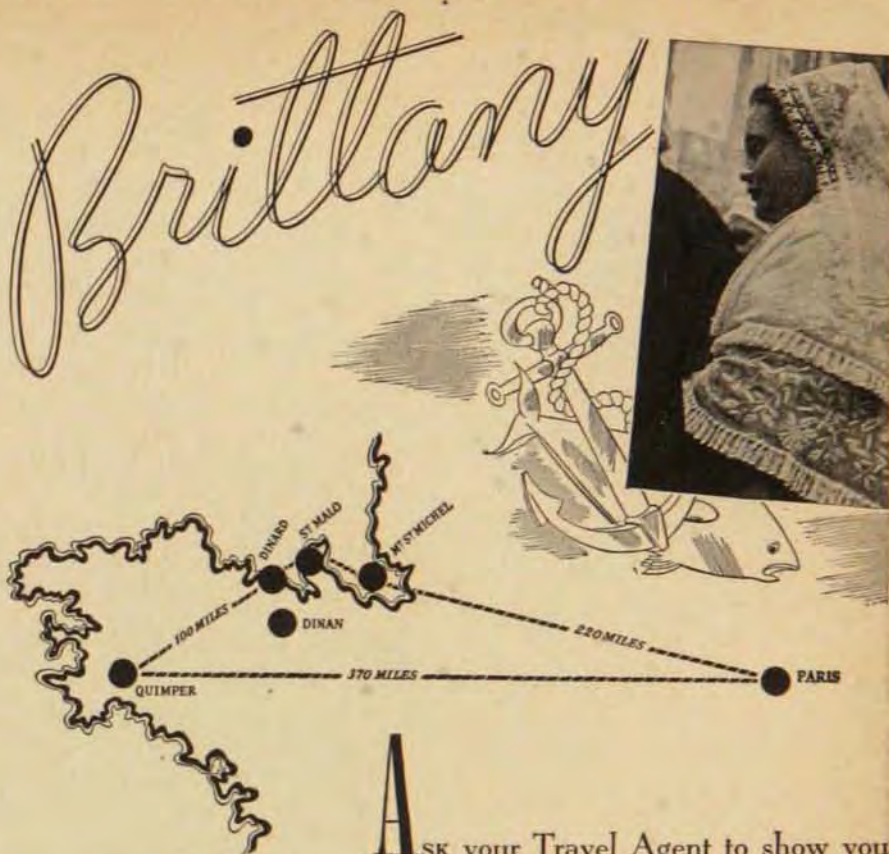 Brittany
DINARD
ST MALO
MT ST MICHEL
100 MILES
DINAN
220 MILES
QUIMPER
370 MILES
PARIS
ASK your Travel Agent to show you